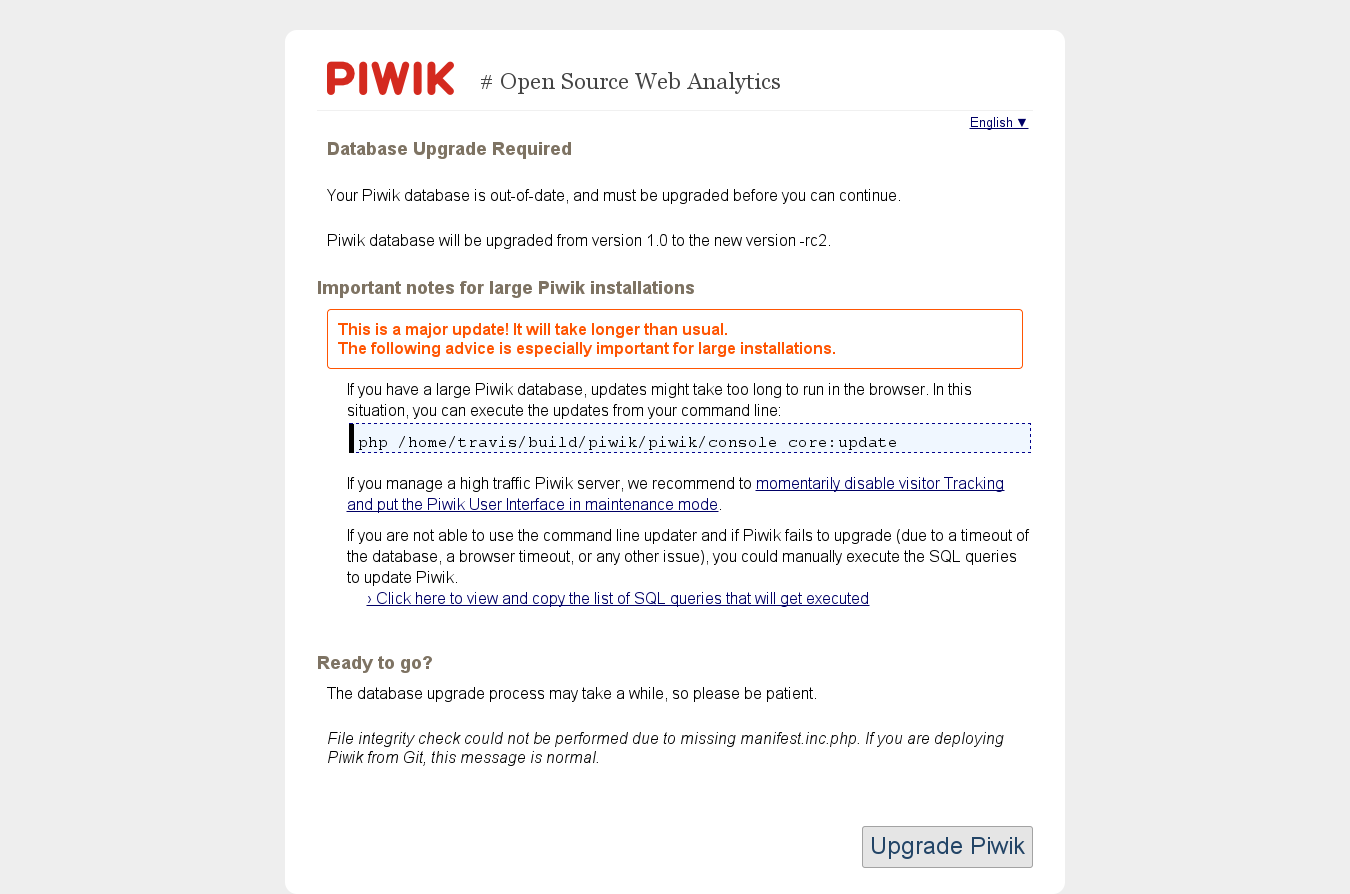 PIWIK # Open Source Web Analytics
English ▼
Database Upgrade Required
Your Piwik database is out-of-date, and must be upgraded before you can continue.
Piwik database will be upgraded from version 1.0 to the new version -rc2.
Important notes for large Piwik installations
This is a major update! It will take longer than usual.
The following advice is especially important for large installations.
If you have a large Piwik database, updates might take too long to run in the browser. In this
situation, you can execute the updates from your command line:
php /home/travis/build/piwik/piwik/console core:update
If you manage a high traffic Piwik server, we recommend to momentarily disable visitor Tracking
and put the Piwik User Interface in maintenance mode.
If you are not able to use the command line updater and if Piwik fails to upgrade (due to a timeout of
the database, a browser timeout, or any other issue), you could manually execute the SQL queries
to update Piwik.
› Click here to view and copy the list of SQL queries that will get executed
Ready to go?
The database upgrade process may take a while, so please be patient.
File integrity check could not be performed due to missing manifest.inc.php. If you are deploying
Piwik from Git, this message is normal.
Upgrade Piwik